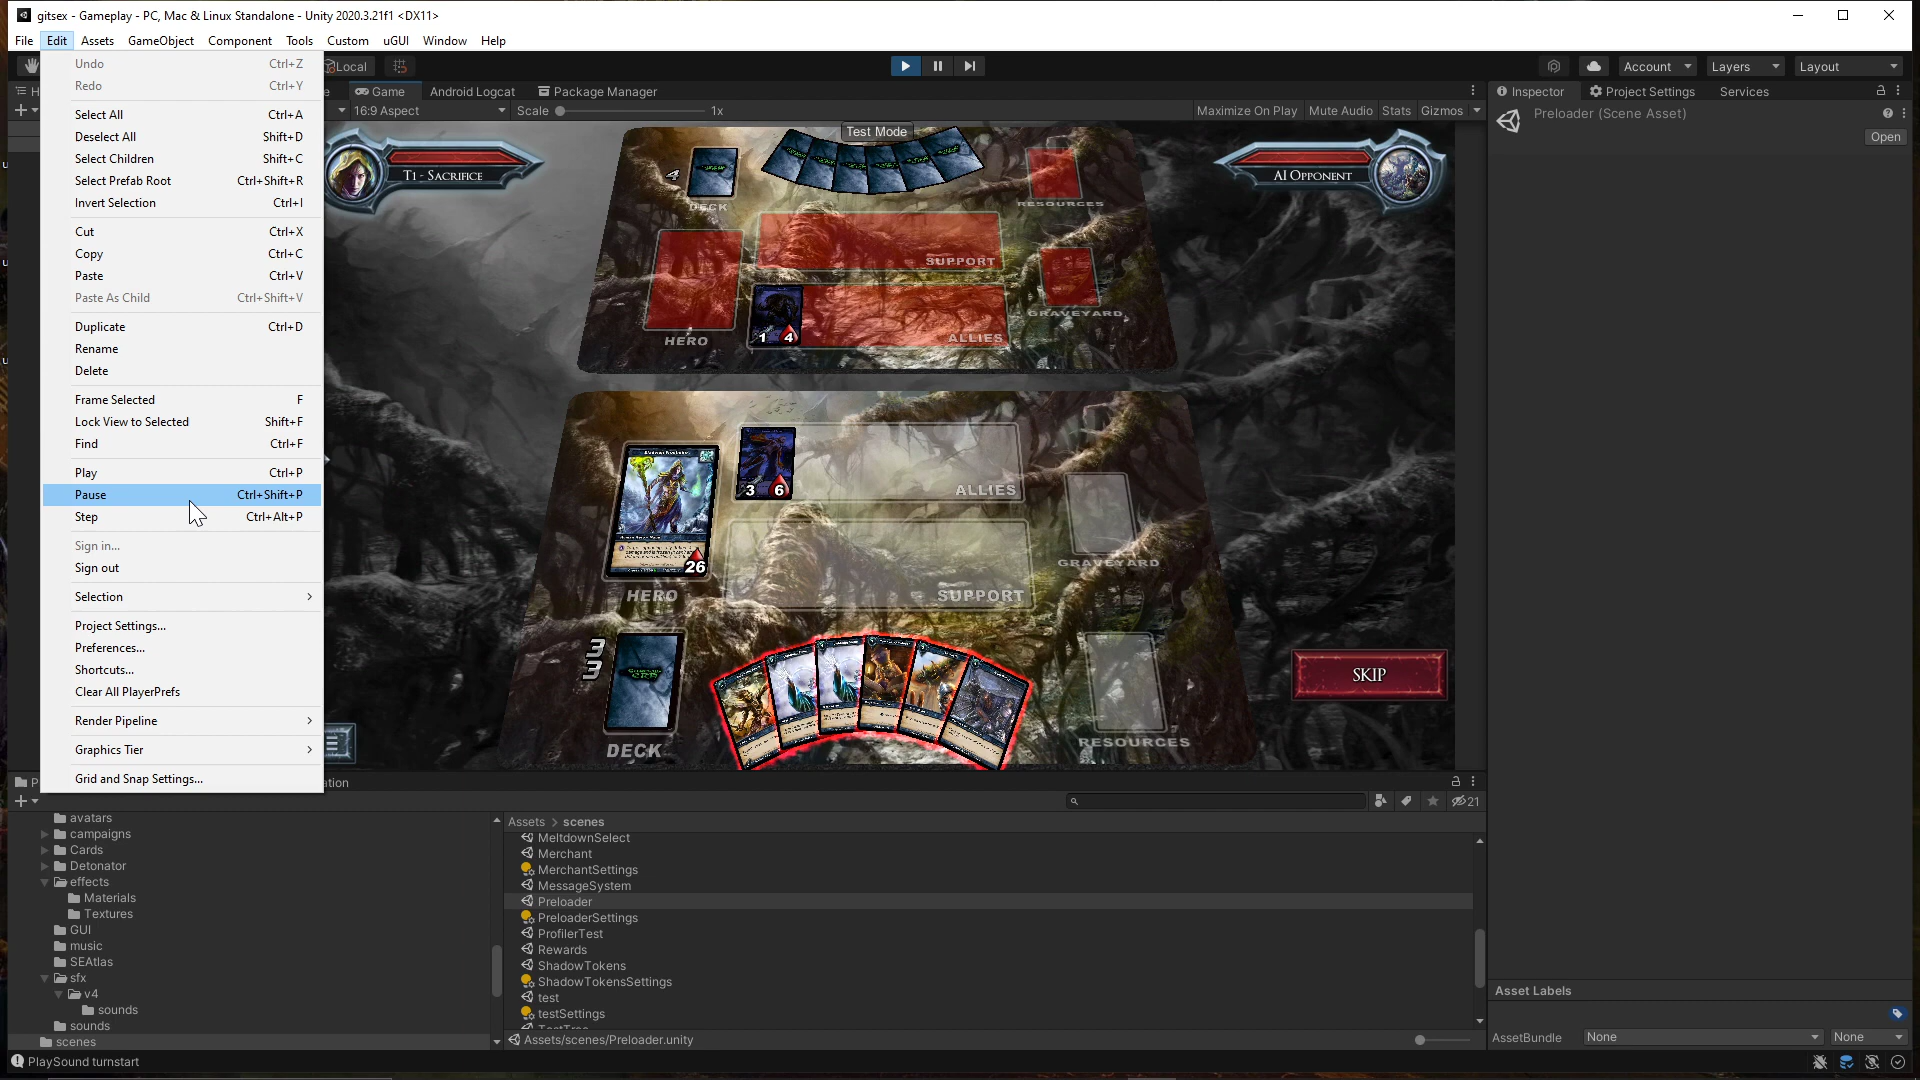 gitsex - Gameplay - PC, Mac & Linux Standalone - Unity 2020.3.21f1 <DX11>
File Edit Assets GameObject Component Tools Custom uGUI Window Help
Local
Account
Layers
Layout
Undo Ctrl+Z
Redo Ctrl+Y
Select All Ctrl+A
Deselect All Shift+D
Select Children Shift+C
Select Prefab Root Ctrl+Shift+R
Invert Selection Ctrl+I
Cut Ctrl+X
Copy Ctrl+C
Paste Ctrl+V
Paste As Child Ctrl+Shift+V
Duplicate Ctrl+D
Rename
Delete
Frame Selected F
Lock View to Selected Shift+F
Find Ctrl+F
Play Ctrl+P
Pause Ctrl+Shift+P
Step Ctrl+Alt+P
Sign in...
Sign out
Selection
Project Settings...
Preferences...
Shortcuts...
Clear All PlayerPrefs
Render Pipeline
Graphics Tier
Grid and Snap Settings...
Game Android Logcat Package Manager
16:9 Aspect Scale 1x Maximize On Play Mute Audio Stats Gizmos
Test Mode
T1 - Sacrifice
AI Opponent
4
DECK
RESOURCES
SUPPORT
GRAVEYARD
HERO
1 4
ALLIES
3 6
ALLIES
26
GRAVEYARD
HERO
SUPPORT
3
3
SKIP
DECK
RESOURCES
Inspector Project Settings Services
Preloader (Scene Asset)
Open
21
avatars
campaigns
Cards
Detonator
effects
Materials
Textures
GUI
music
SEAtlas
sfx
v4
sounds
sounds
scenes
Assets > scenes
MeltdownSelect
Merchant
MerchantSettings
MessageSystem
Preloader
PreloaderSettings
ProfilerTest
Rewards
ShadowTokens
ShadowTokensSettings
test
testSettings
Assets/scenes/Preloader.unity
Asset Labels
AssetBundle None None
PlaySound turnstart